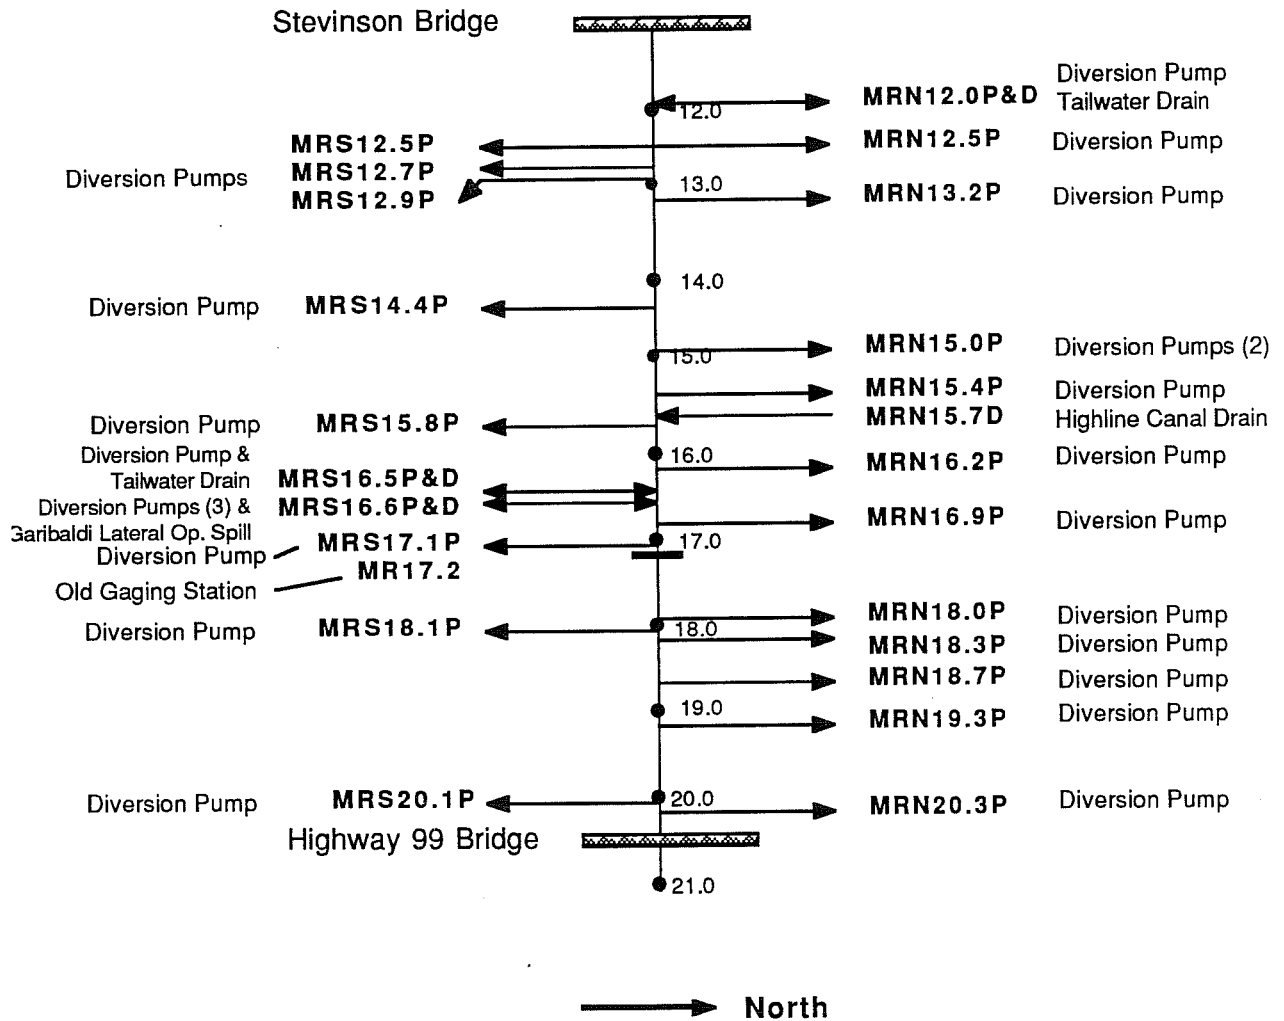 Stevinson Bridge
Diversion Pump
MRN12.0P&D
Tailwater Drain
12.0
MRS12.5P
MRN12.5P Diversion Pump
MRS12.7P
Diversion Pumps
13.0
MRS12.9P
MRN13.2P Diversion Pump
14.0
Diversion Pump MRS14.4P
MRN15.0P Diversion Pumps (2)
15.0
MRN15.4P Diversion Pump
MRN15.7D Highline Canal Drain
Diversion Pump MRS15.8P
Diversion Pump &
16.0
MRN16.2P Diversion Pump
Tailwater Drain MRS16.5P&D
Diversion Pumps (3) & MRS16.6P&D
MRN16.9P Diversion Pump
Garibaldi Lateral Op. Spill
17.0
Diversion Pump MRS17.1P
MR17.2
Old Gaging Station
MRN18.0P Diversion Pump
Diversion Pump MRS18.1P
18.0
MRN18.3P Diversion Pump
MRN18.7P Diversion Pump
19.0
MRN19.3P Diversion Pump
Diversion Pump MRS20.1P
20.0
MRN20.3P Diversion Pump
Highway 99 Bridge
21.0
North